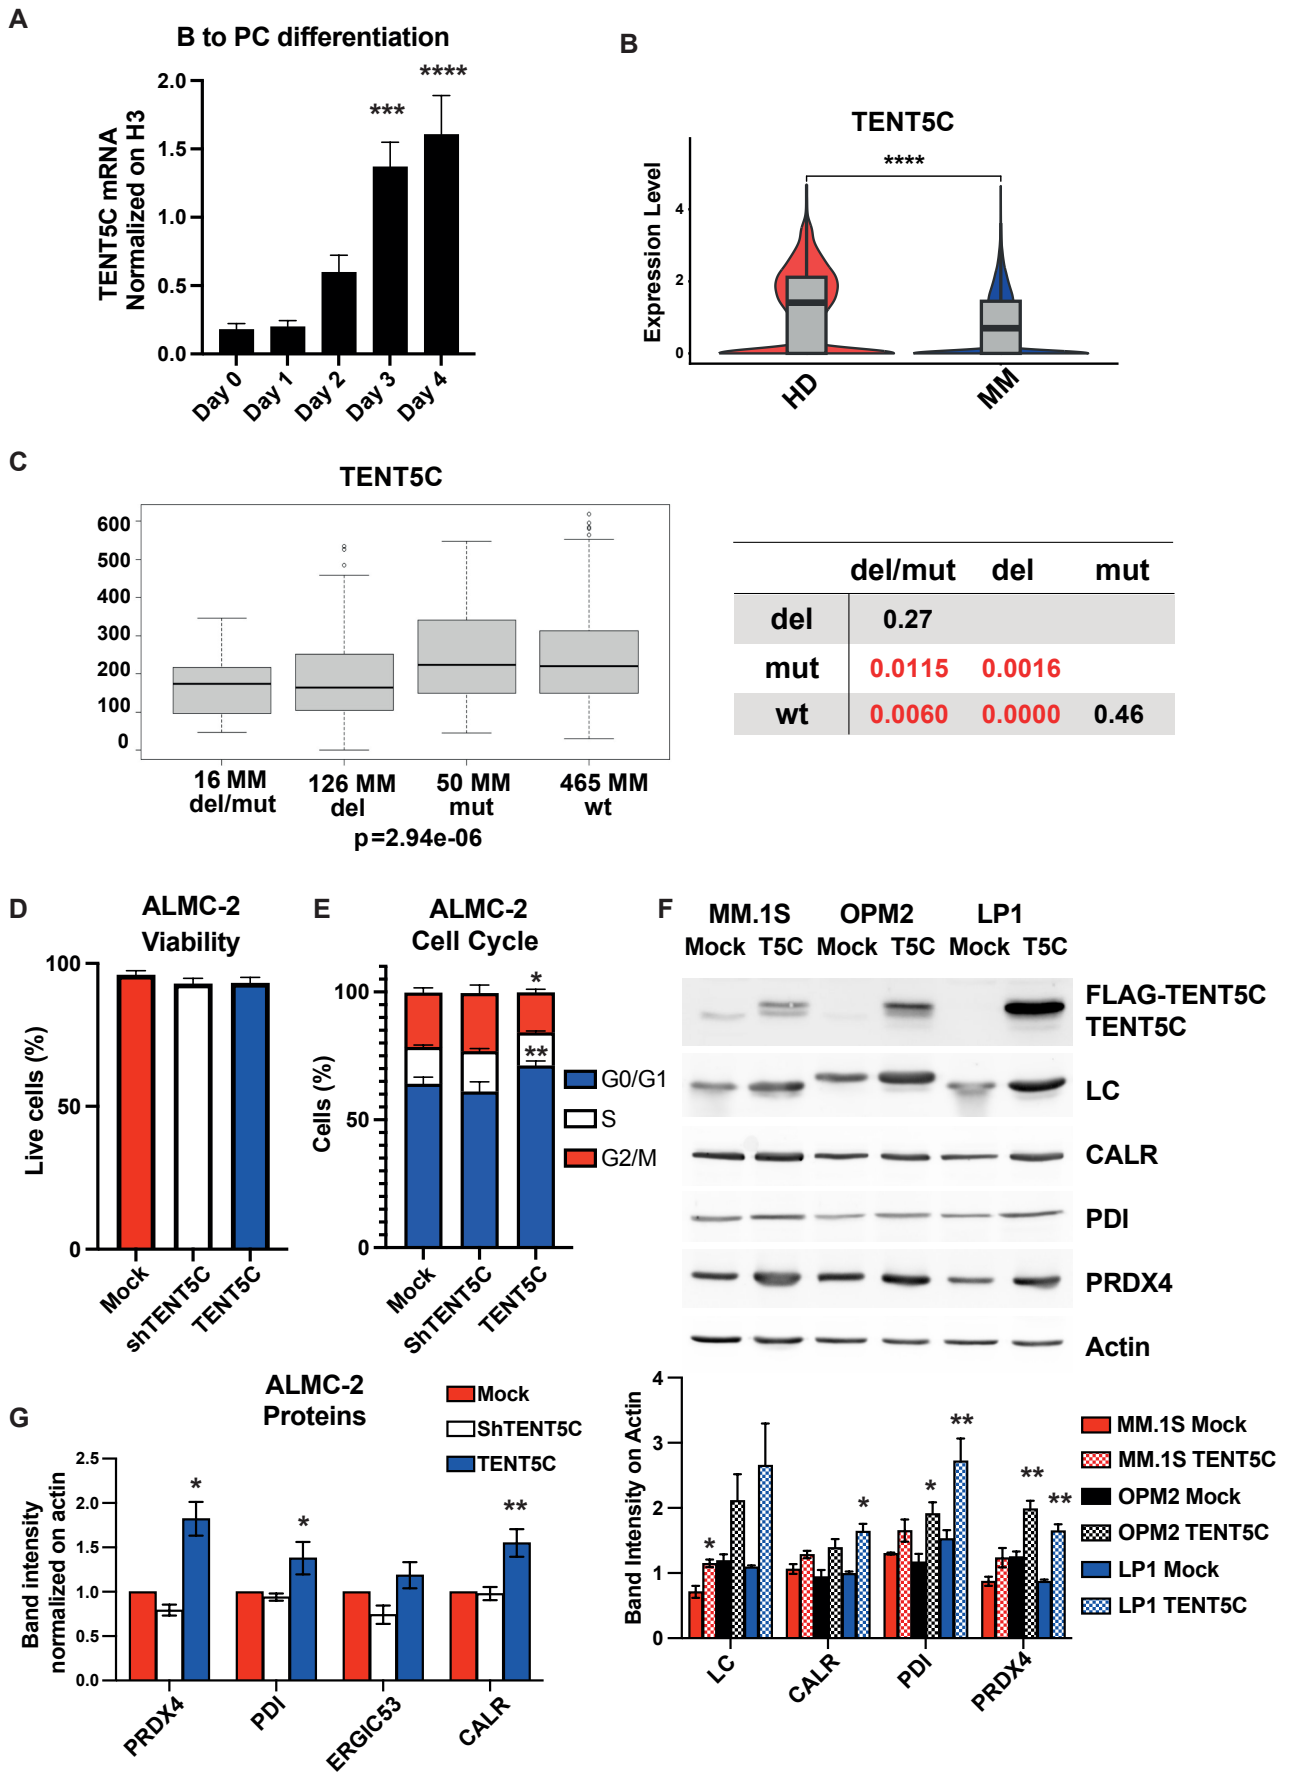 A
B to PC differentiation
TENT5C mRNA
Normalized on H3
2.0
1.5
1.0
0.5
0.0
***
****
Day 0
Day 1
Day 2
Day 3
Day 4
B
TENT5C
****
Expression Level
4
2
0
HD
MM
C
TENT5C
600
500
400
300
200
100
0
16 MM
del/mut
126 MM
del
50 MM
mut
465 MM
wt
p=2.94e-06
del/mut del mut
del 0.27
mut 0.0115 0.0016
wt 0.0060 0.0000 0.46
D
ALMC-2
Viability
Live cells (%)
100
50
0
Mock
shTENT5C
TENT5C
E
ALMC-2
Cell Cycle
Cells (%)
100
50
0
*
**
Mock
ShTENT5C
TENT5C
G0/G1
S
G2/M
F
MM.1S OPM2 LP1
Mock T5C Mock T5C Mock T5C
FLAG-TENT5C
TENT5C
LC
CALR
PDI
PRDX4
Actin
Band Intensity on Actin
4
3
2
1
0
*
*
*
**
**
**
LC
CALR
PDI
PRDX4
MM.1S Mock
MM.1S TENT5C
OPM2 Mock
OPM2 TENT5C
LP1 Mock
LP1 TENT5C
G
ALMC-2
Proteins
Mock
ShTENT5C
TENT5C
Band intensity
normalized on actin
2.5
2.0
1.5
1.0
0.5
0.0
*
*
**
PRDX4
PDI
ERGIC53
CALR